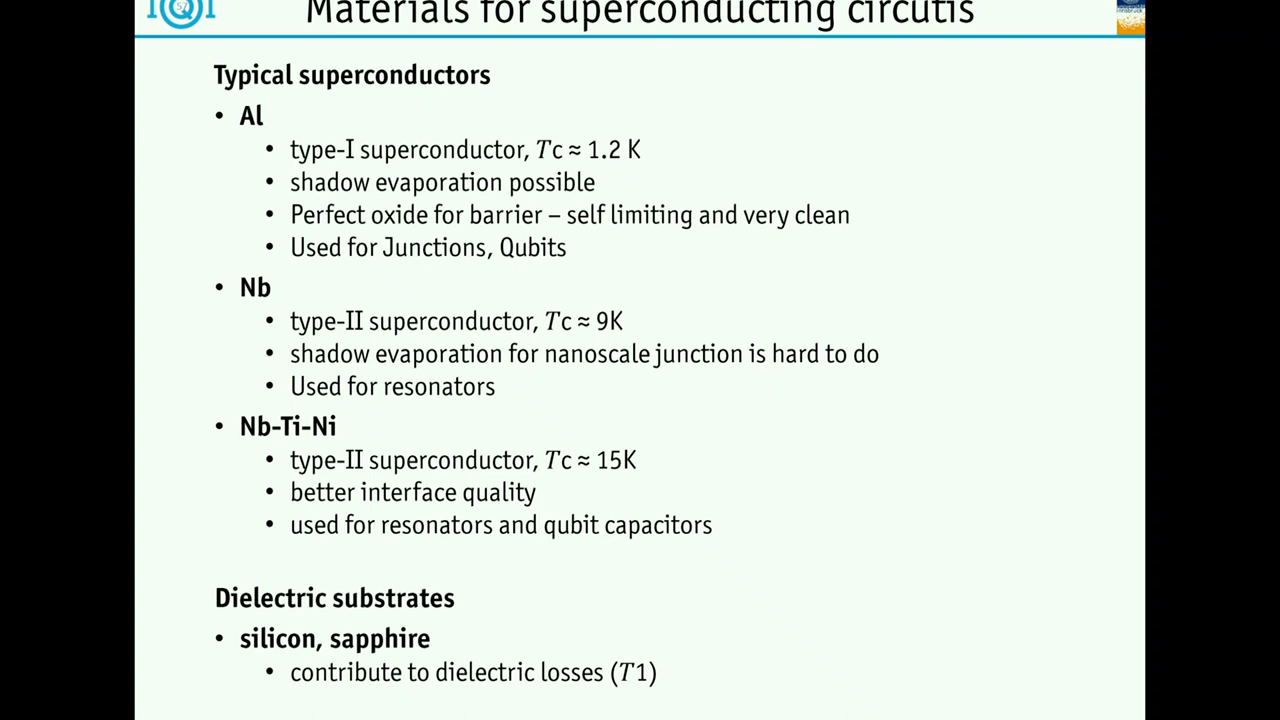 Materials for superconducting circutis
Typical superconductors
• Al
• type-I superconductor, Tc ≈ 1.2 K
• shadow evaporation possible
• Perfect oxide for barrier – self limiting and very clean
• Used for Junctions, Qubits
• Nb
• type-II superconductor, Tc ≈ 9K
• shadow evaporation for nanoscale junction is hard to do
• Used for resonators
• Nb-Ti-Ni
• type-II superconductor, Tc ≈ 15K
• better interface quality
• used for resonators and qubit capacitors
Dielectric substrates
• silicon, sapphire
• contribute to dielectric losses (T1)